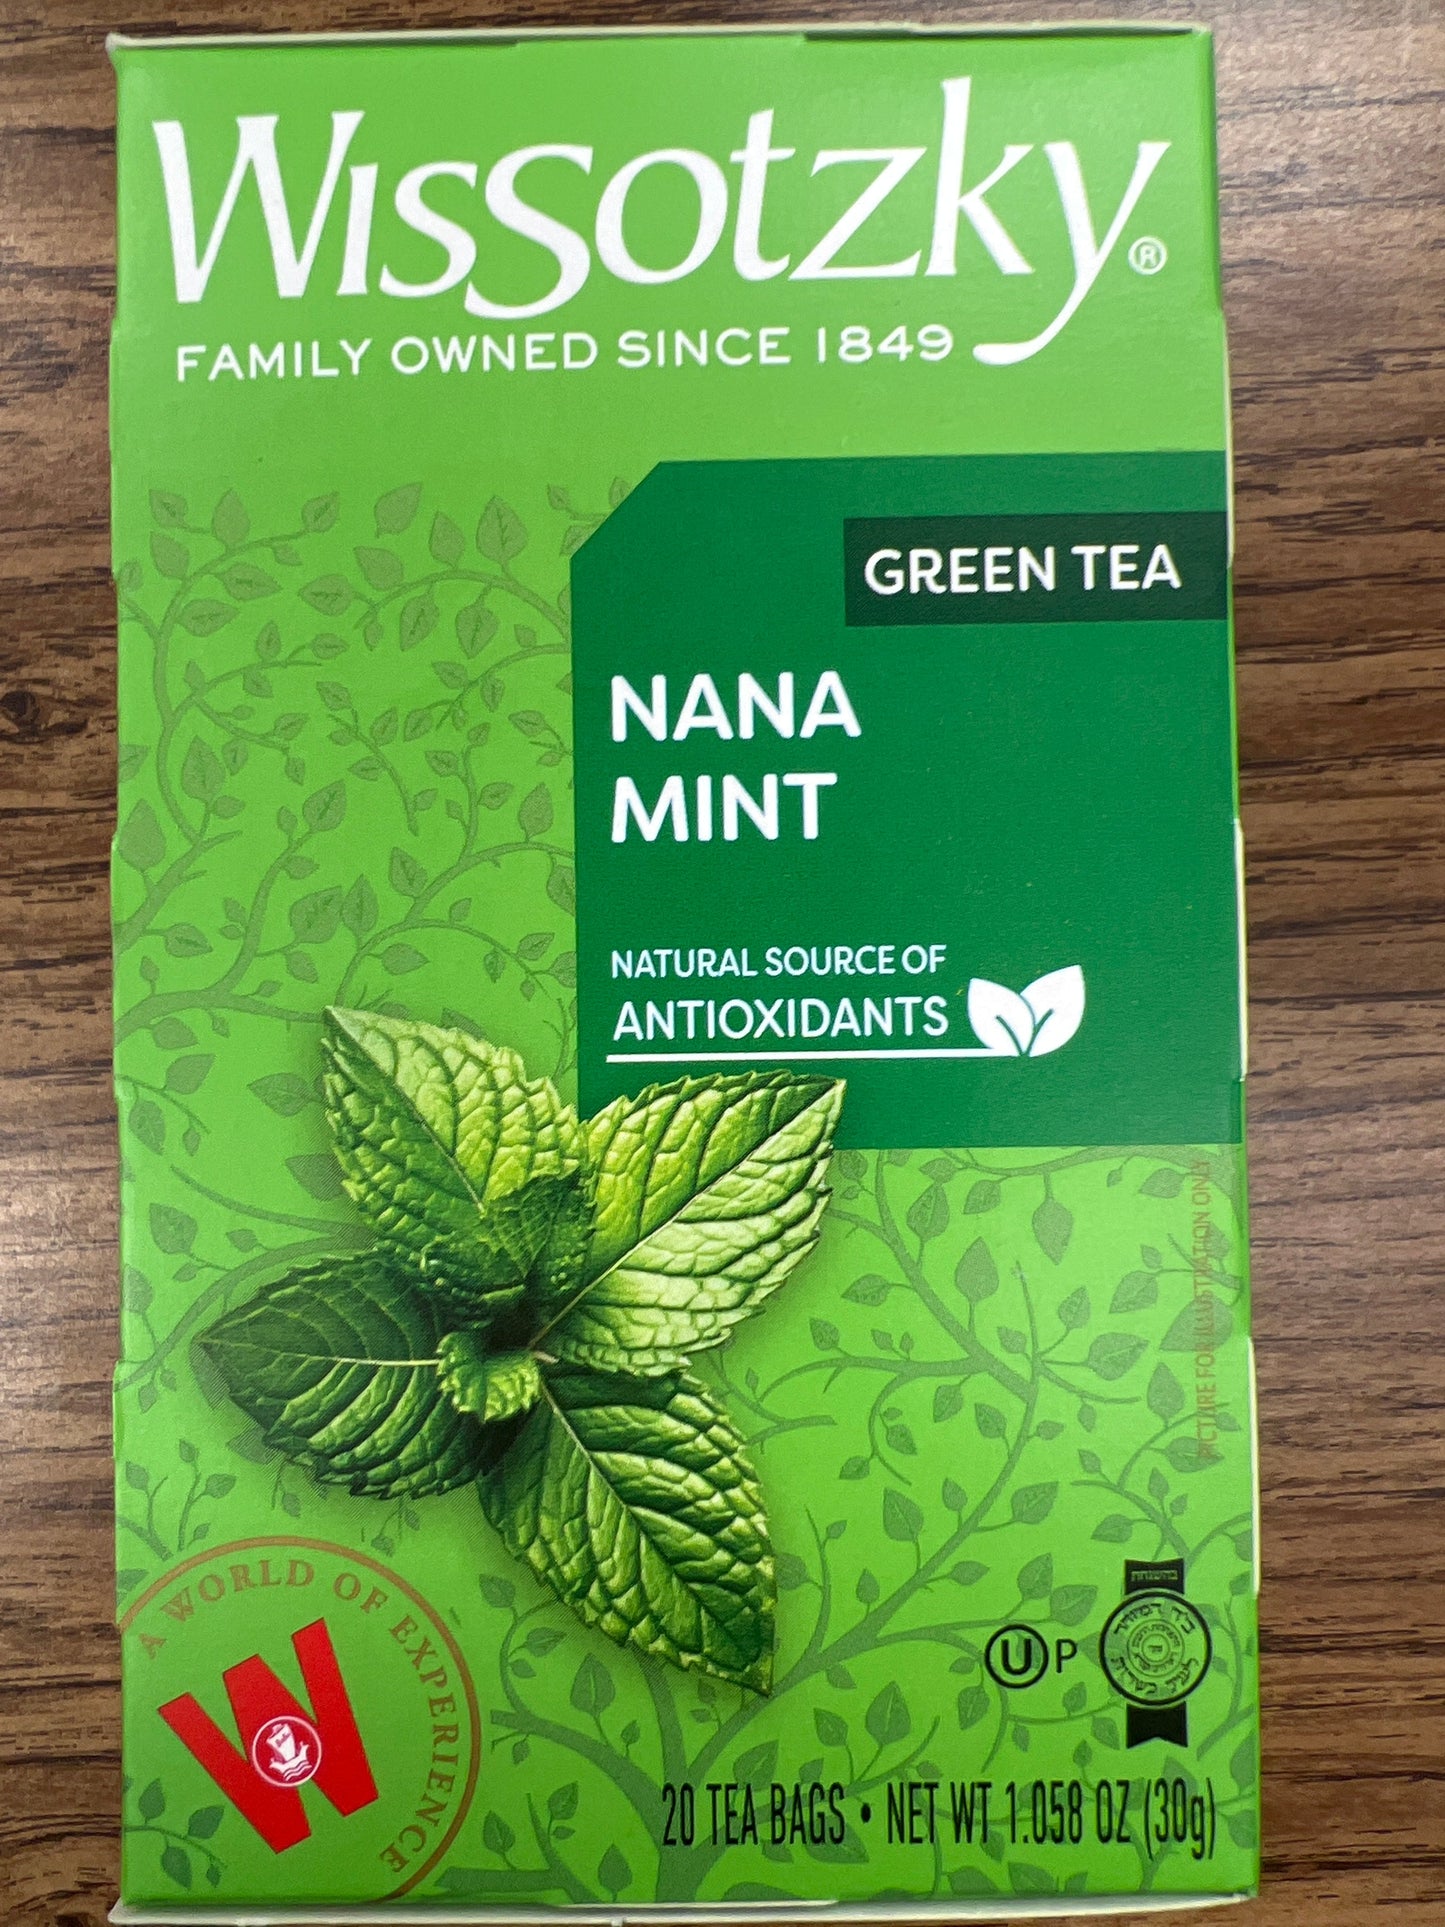 Wissotzky®
FAMILY OWNED SINCE 1849
GREEN TEA
NANA
MINT
NATURAL SOURCE OF
ANTIOXIDANTS
PICTURE FOR ILLUSTRATION ONLY
A WORLD OF EXPERIENCE
W
U P
בהשגחת
20 TEA BAGS • NET WT 1.058 OZ (30g)